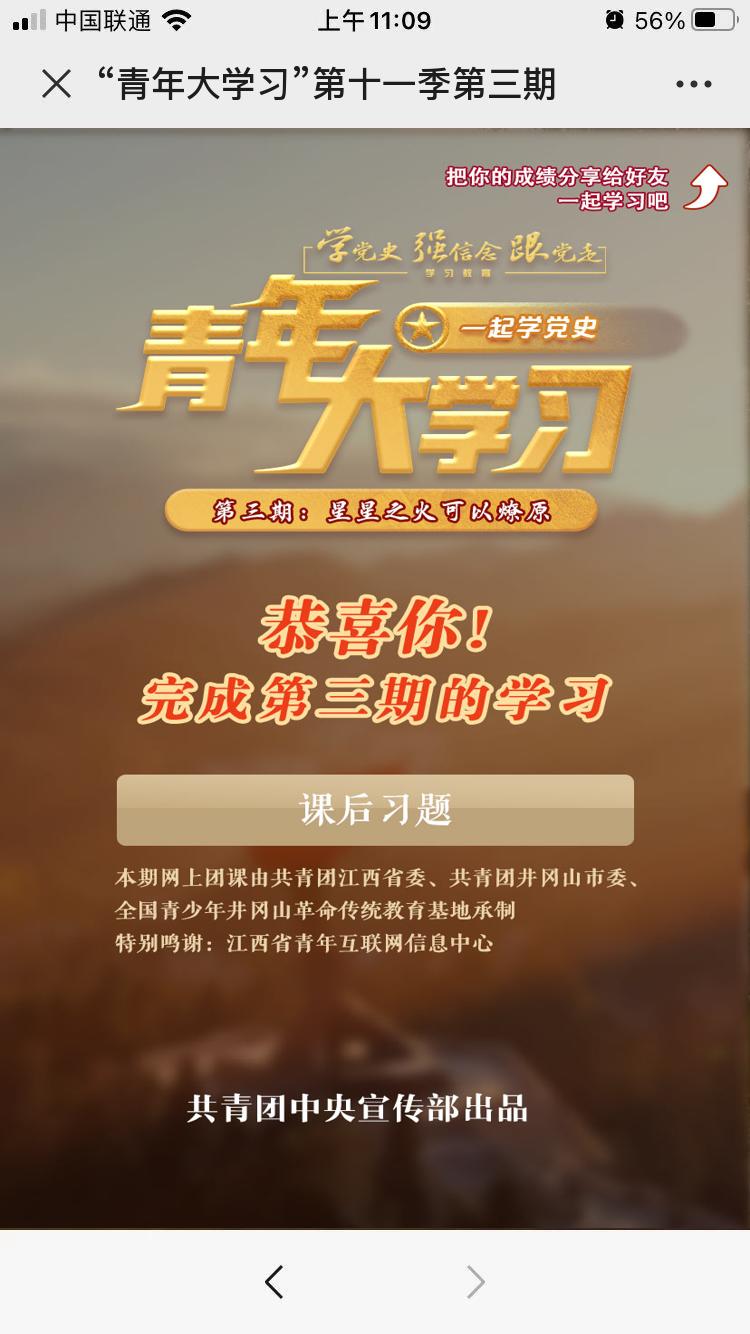 中国联通
上午11:09
56%
“青年大学习”第十一季第三期
把你的成绩分享给好友
一起学习吧
学党史 强信念 跟党走
学习教育
青年大学习
一起学党史
第三期：星星之火可以燎原
恭喜你!
完成第三期的学习
课后习题
本期网上团课由共青团江西省委、共青团井冈山市委、
全国青少年井冈山革命传统教育基地承制
特别鸣谢：江西省青年互联网信息中心
共青团中央宣传部出品